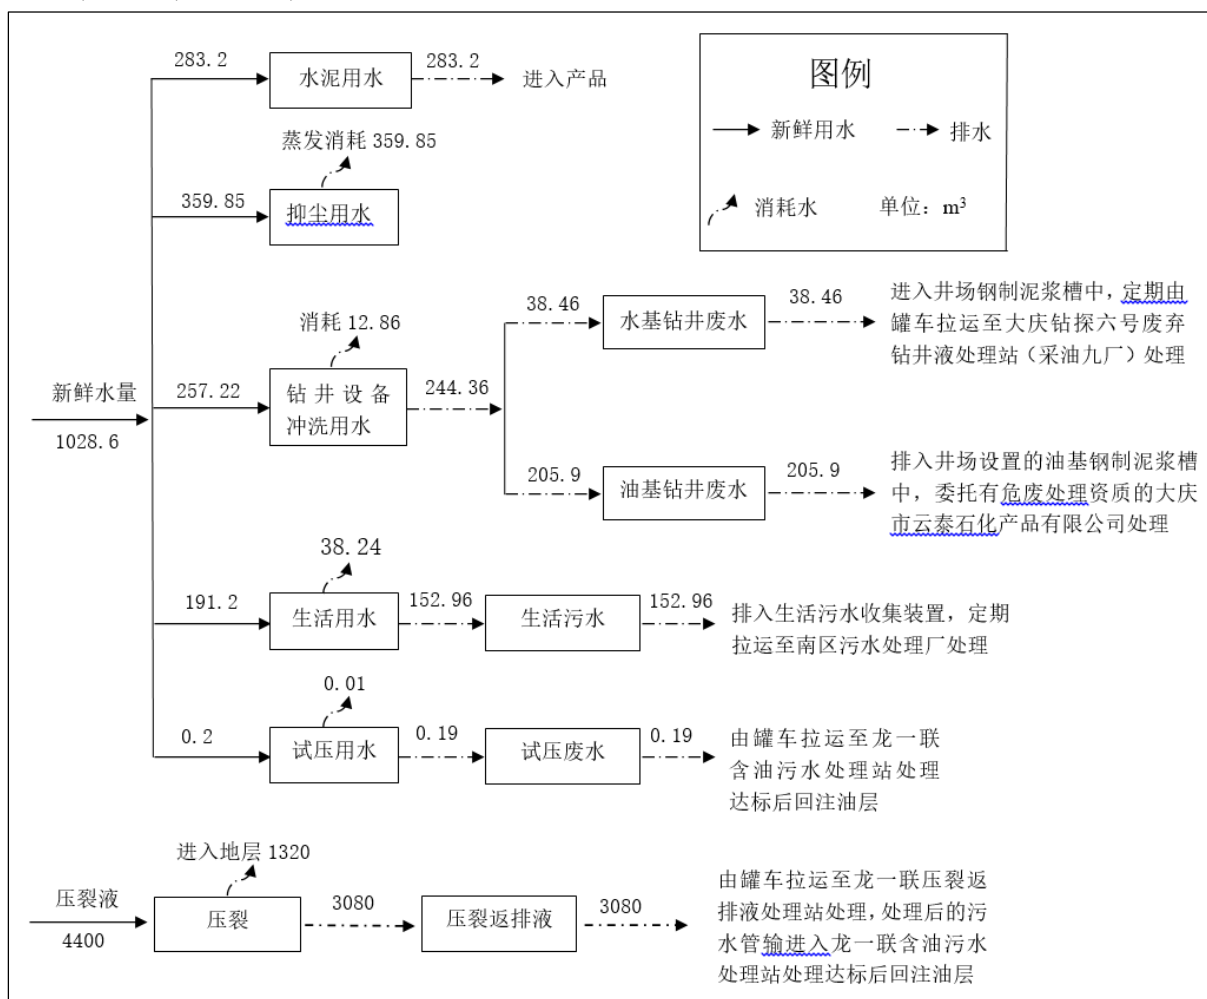 283.2
水泥用水
283.2
进入产品
图例
新鲜用水
排水
消耗水
单位：m³
蒸发消耗 359.85
359.85
抑尘用水
消耗 12.86
新鲜水量
1028.6
257.22
钻井设备
冲洗用水
244.36
38.46
水基钻井废水
38.46
进入井场钢制泥浆槽中，定期由
罐车拉运至大庆钻探六号废弃
钻井液处理站（采油九厂）处理
205.9
油基钻井废水
205.9
排入井场设置的油基钢制泥浆槽
中，委托有危废处理资质的大庆
市云泰石化产品有限公司处理
38.24
191.2
生活用水
152.96
生活污水
152.96
排入生活污水收集装置，定期
拉运至南区污水处理厂处理
0.01
0.2
试压用水
0.19
试压废水
0.19
由罐车拉运至龙一联
含油污水处理站处理
达标后回注油层
进入地层 1320
压裂液
4400
压裂
3080
压裂返排液
3080
由罐车拉运至龙一联压裂返
排液处理站处理，处理后的污
水管输进入龙一联含油污水
处理站处理达标后回注油层